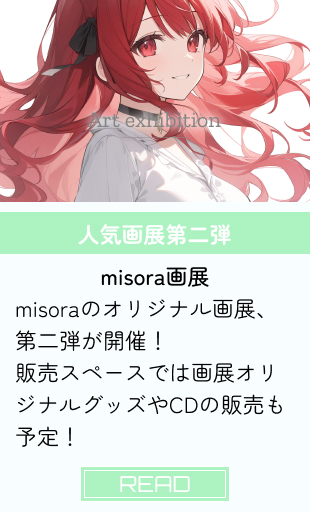 Art exhibition
人気画展第二弾
misora画展
misoraのオリジナル画展、
第二弾が開催！
販売スペースでは画展オリ
ジナルグッズやCDの販売も
予定！
READ